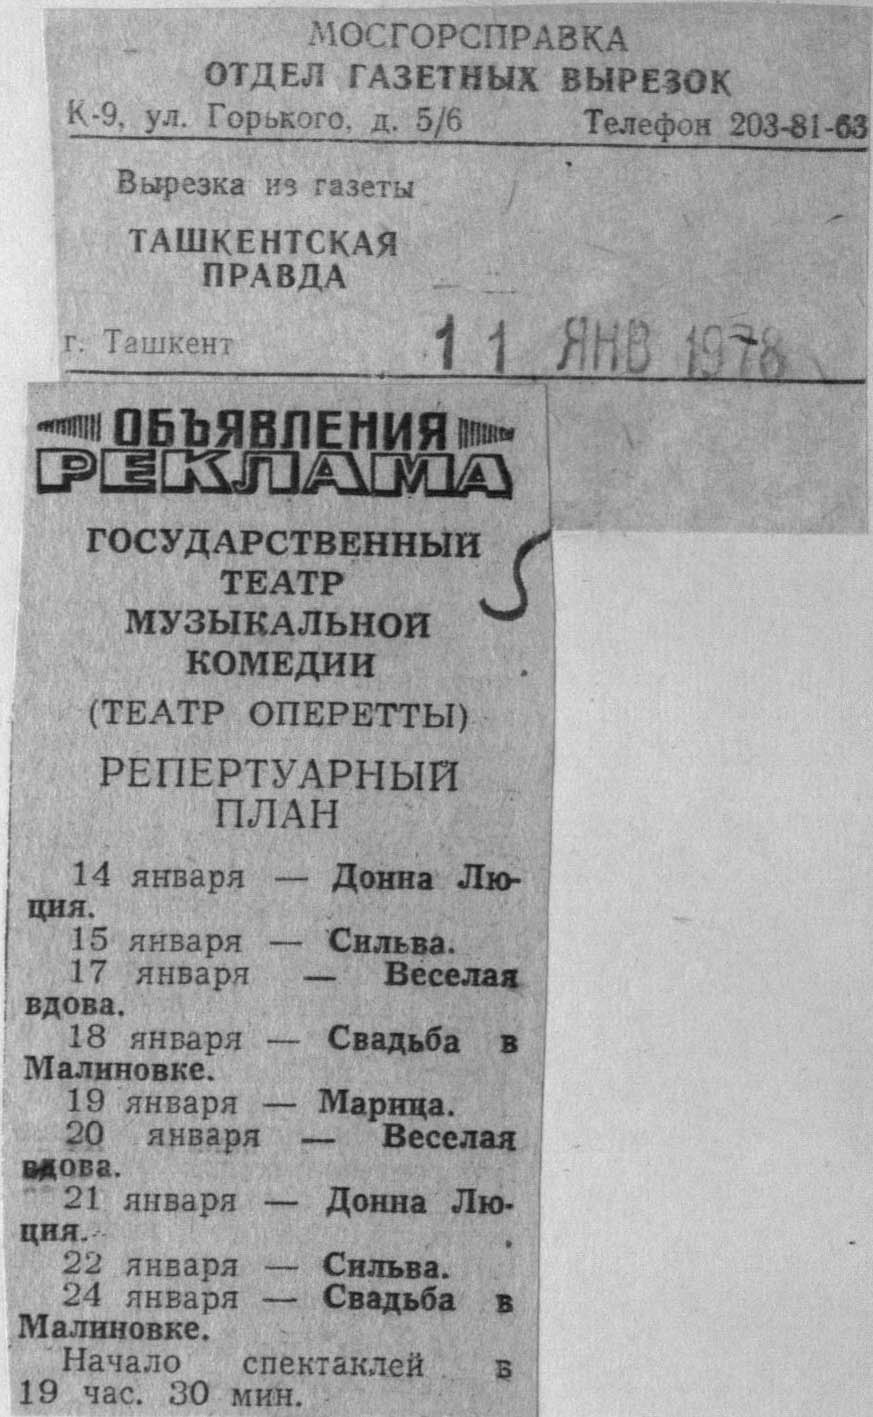 МОСГОРСПРАВКА
ОТДЕЛ ГАЗЕТНЫХ ВЫРЕЗОК
К-9, ул. Горького, д. 5/6 Телефон 203-81-63
Вырезка из газеты
ТАШКЕНТСКАЯ
ПРАВДА
г. Ташкент 11 ЯНВ 1978
ОБЪЯВЛЕНИЯ
РЕКЛАМА
ГОСУДАРСТВЕННЫЙ
ТЕАТР
МУЗЫКАЛЬНОЙ
КОМЕДИИ
(ТЕАТР ОПЕРЕТТЫ)
РЕПЕРТУАРНЫЙ
ПЛАН
14 января — Донна Лю-
ция.
15 января — Сильва.
17 января — Веселая
вдова.
18 января — Свадьба в
Малиновке.
19 января — Марица.
20 января — Веселая
вдова.
21 января — Донна Лю-
ция.
22 января — Сильва.
24 января — Свадьба в
Малиновке.
Начало спектаклей в
19 час. 30 мин.